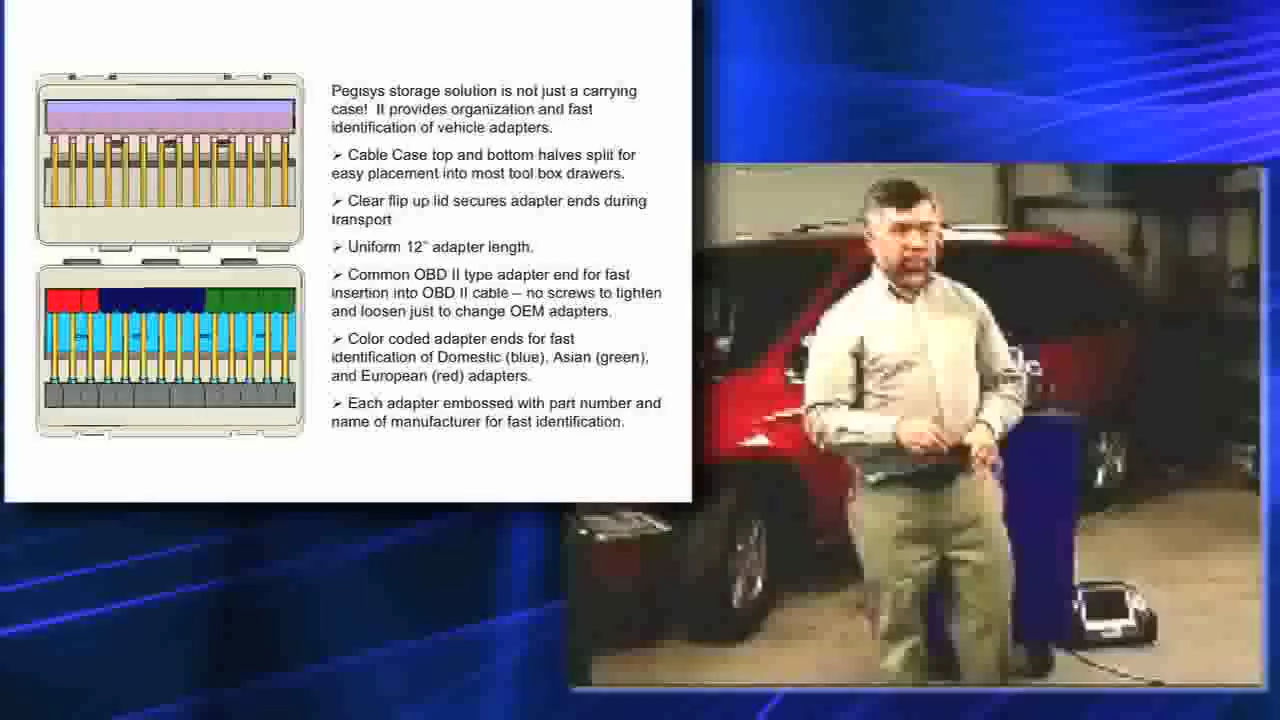 Pegisys storage solution is not just a carrying
case! It provides organization and fast
identification of vehicle adapters.
➢ Cable Case top and bottom halves split for
easy placement into most tool box drawers.
➢ Clear flip up lid secures adapter ends during
transport
➢ Uniform 12" adapter length.
➢ Common OBD II type adapter end for fast
insertion into OBD II cable – no screws to tighten
and loosen just to change OEM adapters.
➢ Color coded adapter ends for fast
identification of Domestic (blue), Asian (green),
and European (red) adapters.
➢ Each adapter embossed with part number and
name of manufacturer for fast identification.